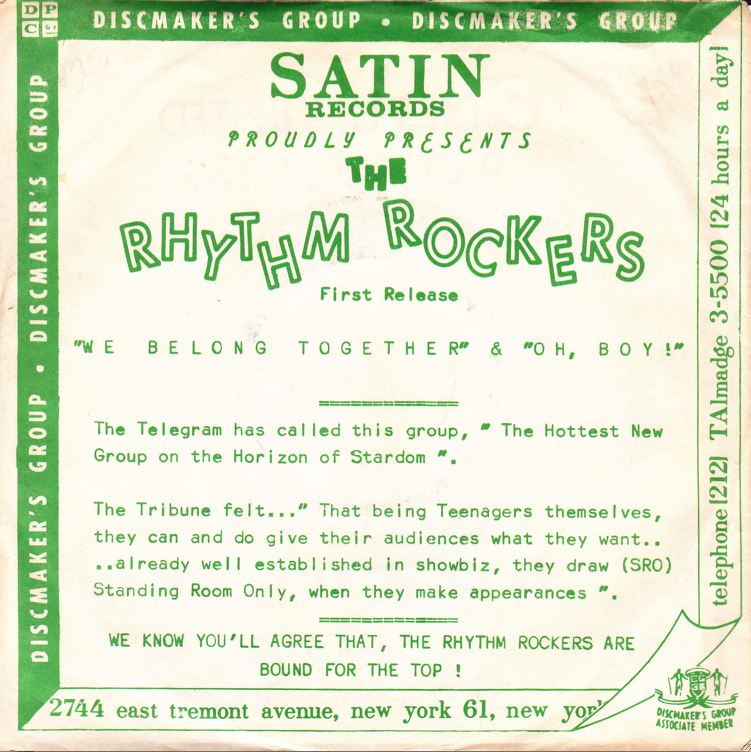 DISCMAKER'S GROUP • DISCMAKER'S GROUP
DP
C
DISCMAKER'S GROUP • DISCMAKER'S GROUP • DISCMAKER'S GROUP
SATIN
RECORDS
PROUDLY PRESENTS
THE
RHYTHM ROCKERS
First Release
"WE BELONG TOGETHER" & "OH, BOY!"
The Telegram has called this group, " The Hottest New
Group on the Horizon of Stardom ".
The Tribune felt..." That being Teenagers themselves,
they can and do give their audiences what they want..
..already well established in showbiz, they draw (SRO)
Standing Room Only, when they make appearances ".
WE KNOW YOU'LL AGREE THAT, THE RHYTHM ROCKERS ARE
BOUND FOR THE TOP !
telephone [212] TAlmadge 3-5500 [24 hours a day]
2744 east tremont avenue, new york 61, new yor
DISCMAKER'S GROUP
ASSOCIATE MEMBER